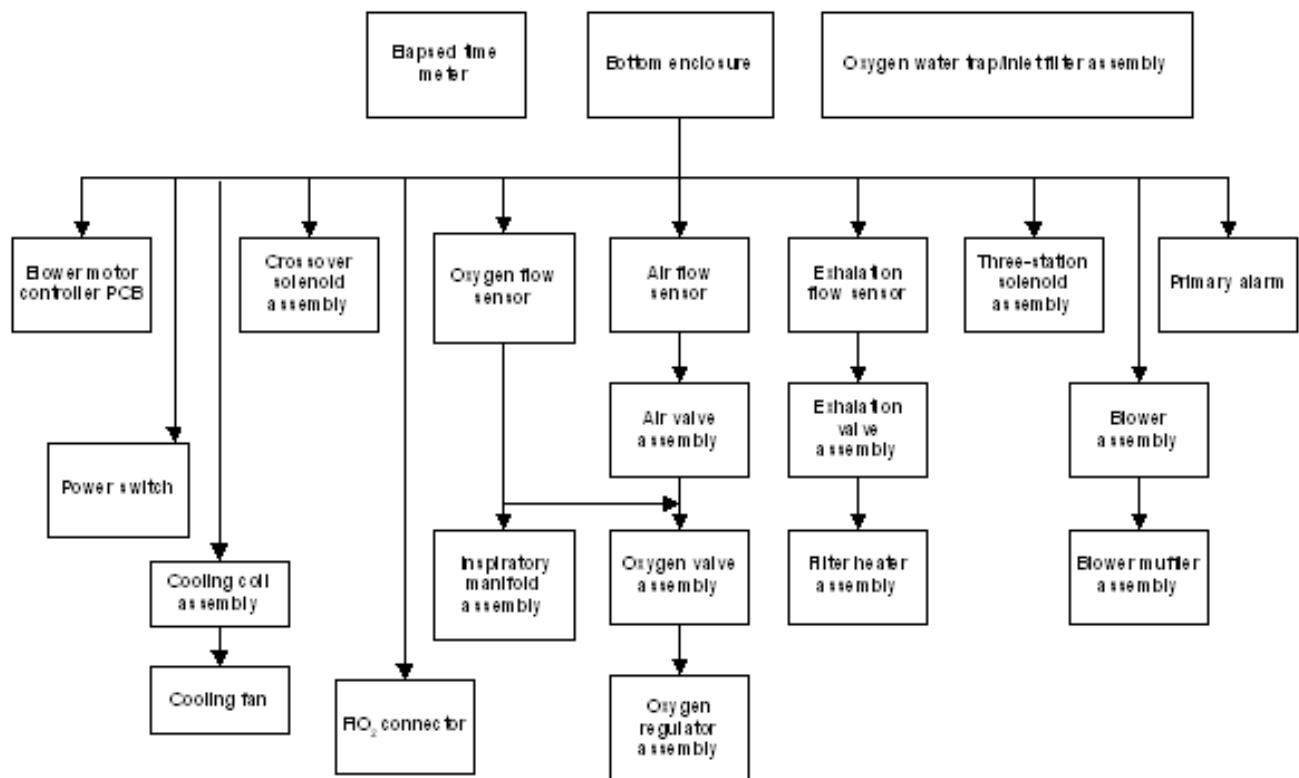 Elapsed time
meter
Bottom enclosure
Oxygen water trap/inlet filter assembly
Blower motor
controller PCB
Crossover
solenoid
assembly
Oxygen flow
sensor
Air flow
sensor
Exhalation
flow sensor
Three-station
solenoid
assembly
Primary alarm
Air valve
assembly
Exhalation
valve
assembly
Blower
assembly
Power switch
Cooling coil
assembly
Inspiratory
manifold
assembly
Oxygen valve
assembly
Filter heater
assembly
Blower muffler
assembly
Cooling fan
FIO₂ connector
Oxygen
regulator
assembly